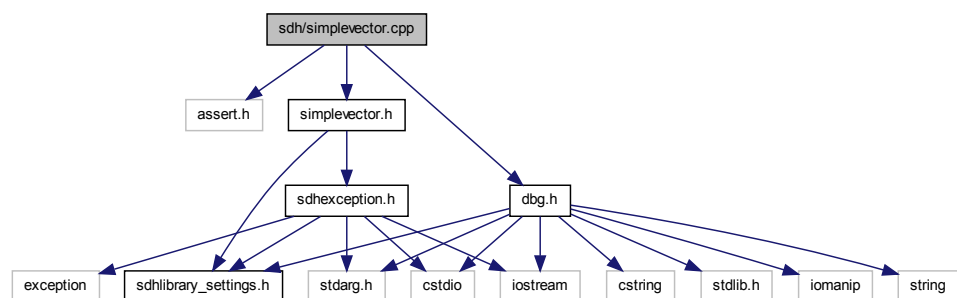 sdh/simplevector.cpp
assert.h
simplevector.h
sdhexception.h
dbg.h
exception
sdhlibrary_settings.h
stdarg.h
cstdio
iostream
cstring
stdlib.h
iomanip
string